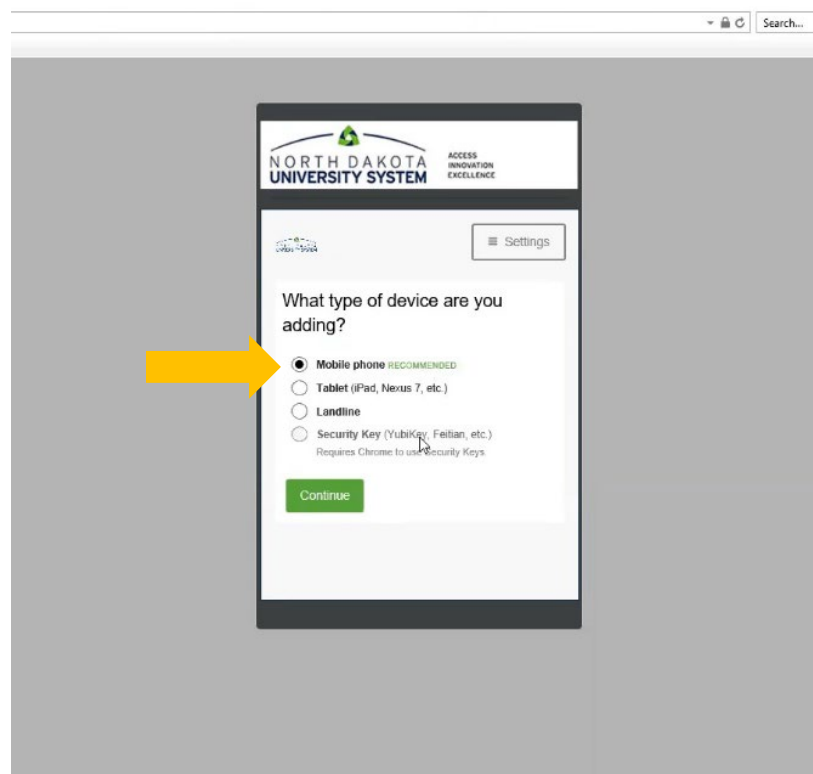 Search...
NORTH DAKOTA
UNIVERSITY SYSTEM
ACCESS
INNOVATION
EXCELLENCE
≡ Settings
What type of device are you
adding?
Mobile phone RECOMMENDED
Tablet (iPad, Nexus 7, etc.)
Landline
Security Key (YubiKey, Feitian, etc.)
Requires Chrome to use Security Keys
Continue